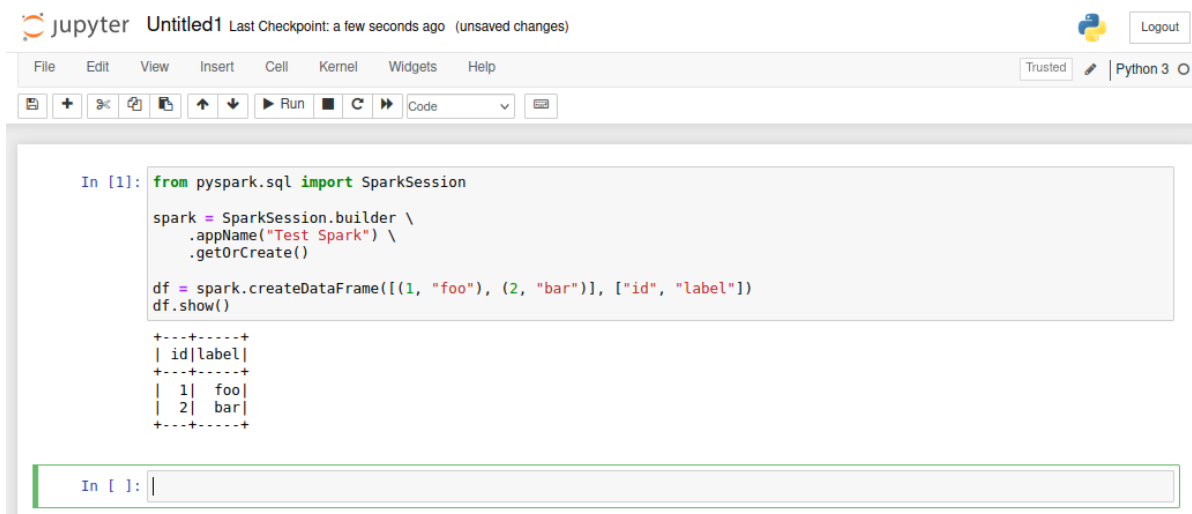 jupyter Untitled1 Last Checkpoint: a few seconds ago (unsaved changes) Logout
File Edit View Insert Cell Kernel Widgets Help Trusted Python 3
Run Code
In [1]: from pyspark.sql import SparkSession
spark = SparkSession.builder \
    .appName("Test Spark") \
    .getOrCreate()
df = spark.createDataFrame([(1, "foo"), (2, "bar")], ["id", "label"])
df.show()
+---+-----+
| id|label|
+---+-----+
|  1|  foo|
|  2|  bar|
+---+-----+
In [ ]: